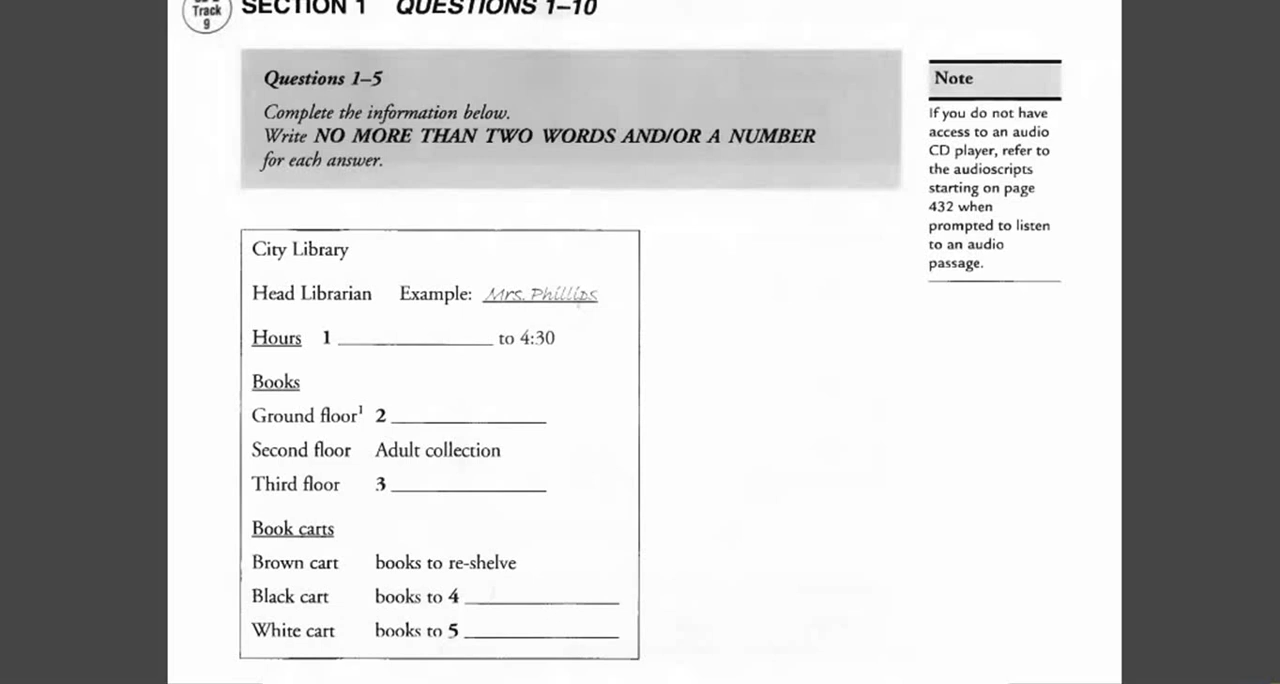 Track
9
SECTION 1 QUESTIONS 1–10
Questions 1–5
Complete the information below.
Write NO MORE THAN TWO WORDS AND/OR A NUMBER
for each answer.
Note
If you do not have
access to an audio
CD player, refer to
the audioscripts
starting on page
432 when
prompted to listen
to an audio
passage.
City Library
Head Librarian Example: Mrs. Phillips
Hours 1 ________ to 4:30
Books
Ground floor¹ 2 ________
Second floor Adult collection
Third floor 3 ________
Book carts
Brown cart books to re-shelve
Black cart books to 4 ________
White cart books to 5 ________